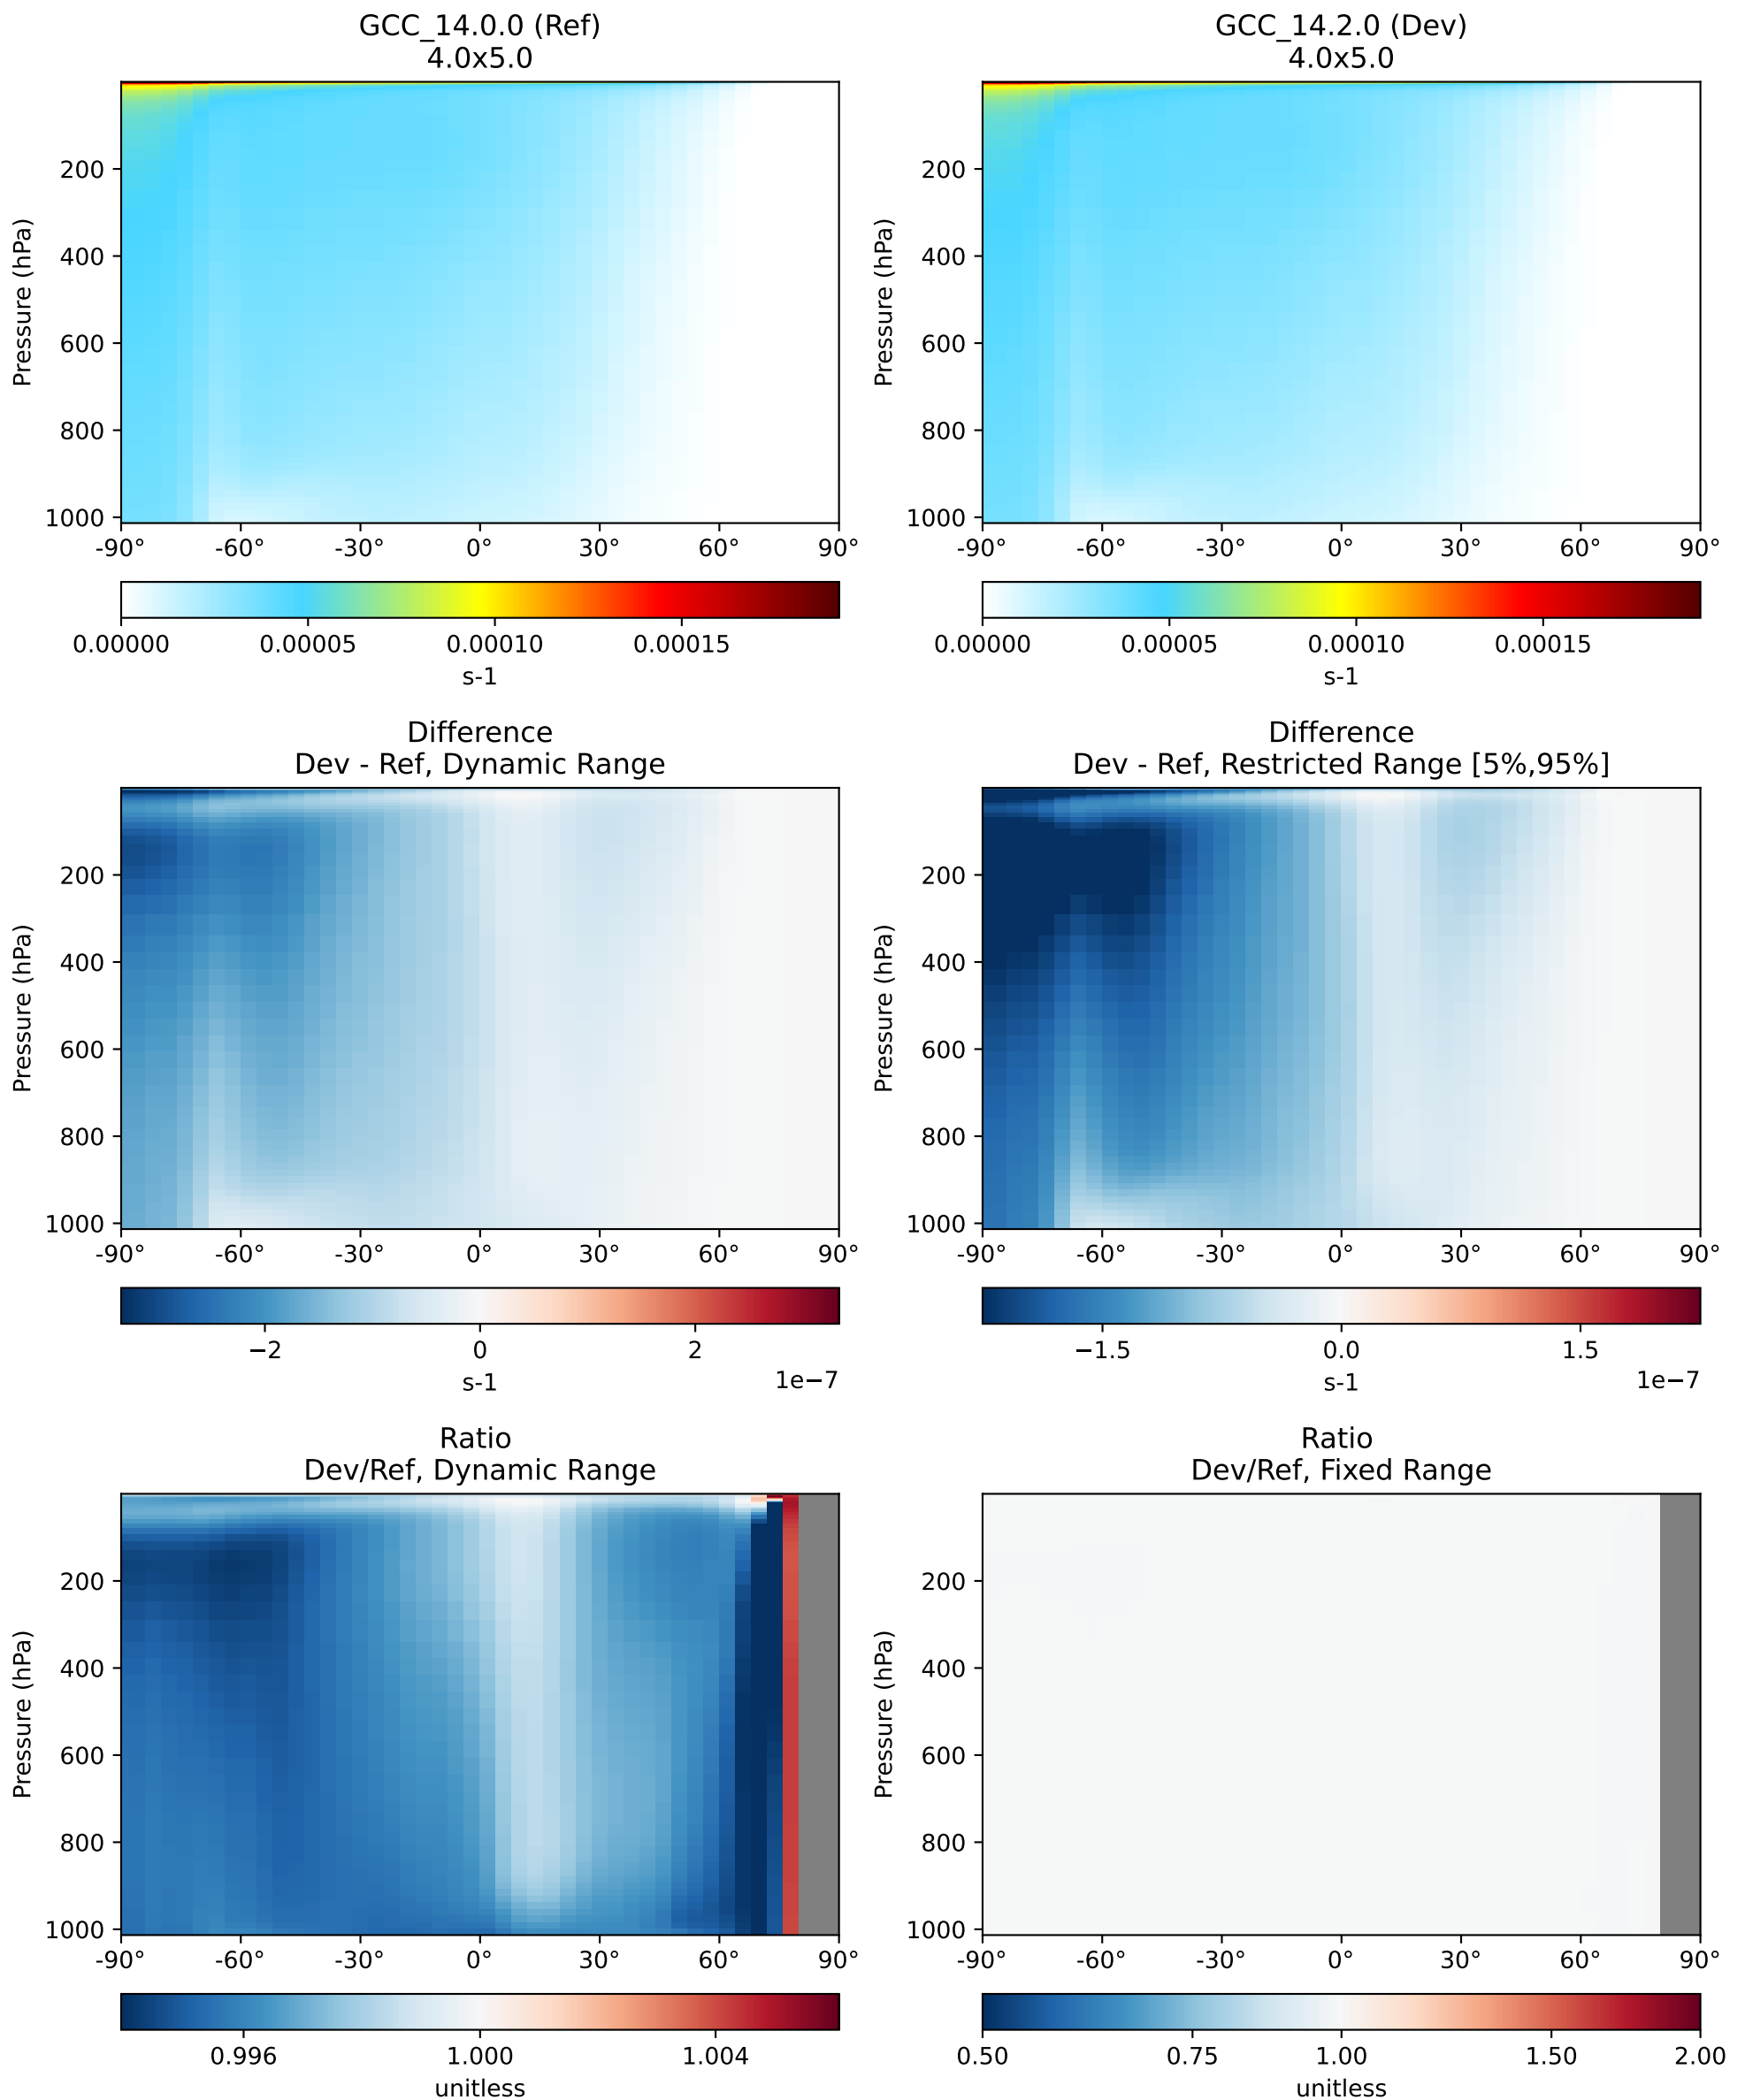 GCC_14.0.0 (Ref)
4.0x5.0
Pressure (hPa)
200
400
600
800
1000
-90° -60° -30° 0° 30° 60° 90°
0.00000 0.00005 0.00010 0.00015
s-1
GCC_14.2.0 (Dev)
4.0x5.0
Pressure (hPa)
200
400
600
800
1000
-90° -60° -30° 0° 30° 60° 90°
0.00000 0.00005 0.00010 0.00015
s-1
Difference
Dev - Ref, Dynamic Range
Pressure (hPa)
200
400
600
800
1000
-90° -60° -30° 0° 30° 60° 90°
−2 0 2
s-1 1e−7
Difference
Dev - Ref, Restricted Range [5%,95%]
Pressure (hPa)
200
400
600
800
1000
-90° -60° -30° 0° 30° 60° 90°
−1.5 0.0 1.5
s-1 1e−7
Ratio
Dev/Ref, Dynamic Range
Pressure (hPa)
200
400
600
800
1000
-90° -60° -30° 0° 30° 60° 90°
0.996 1.000 1.004
unitless
Ratio
Dev/Ref, Fixed Range
Pressure (hPa)
200
400
600
800
1000
-90° -60° -30° 0° 30° 60° 90°
0.50 0.75 1.00 1.50 2.00
unitless